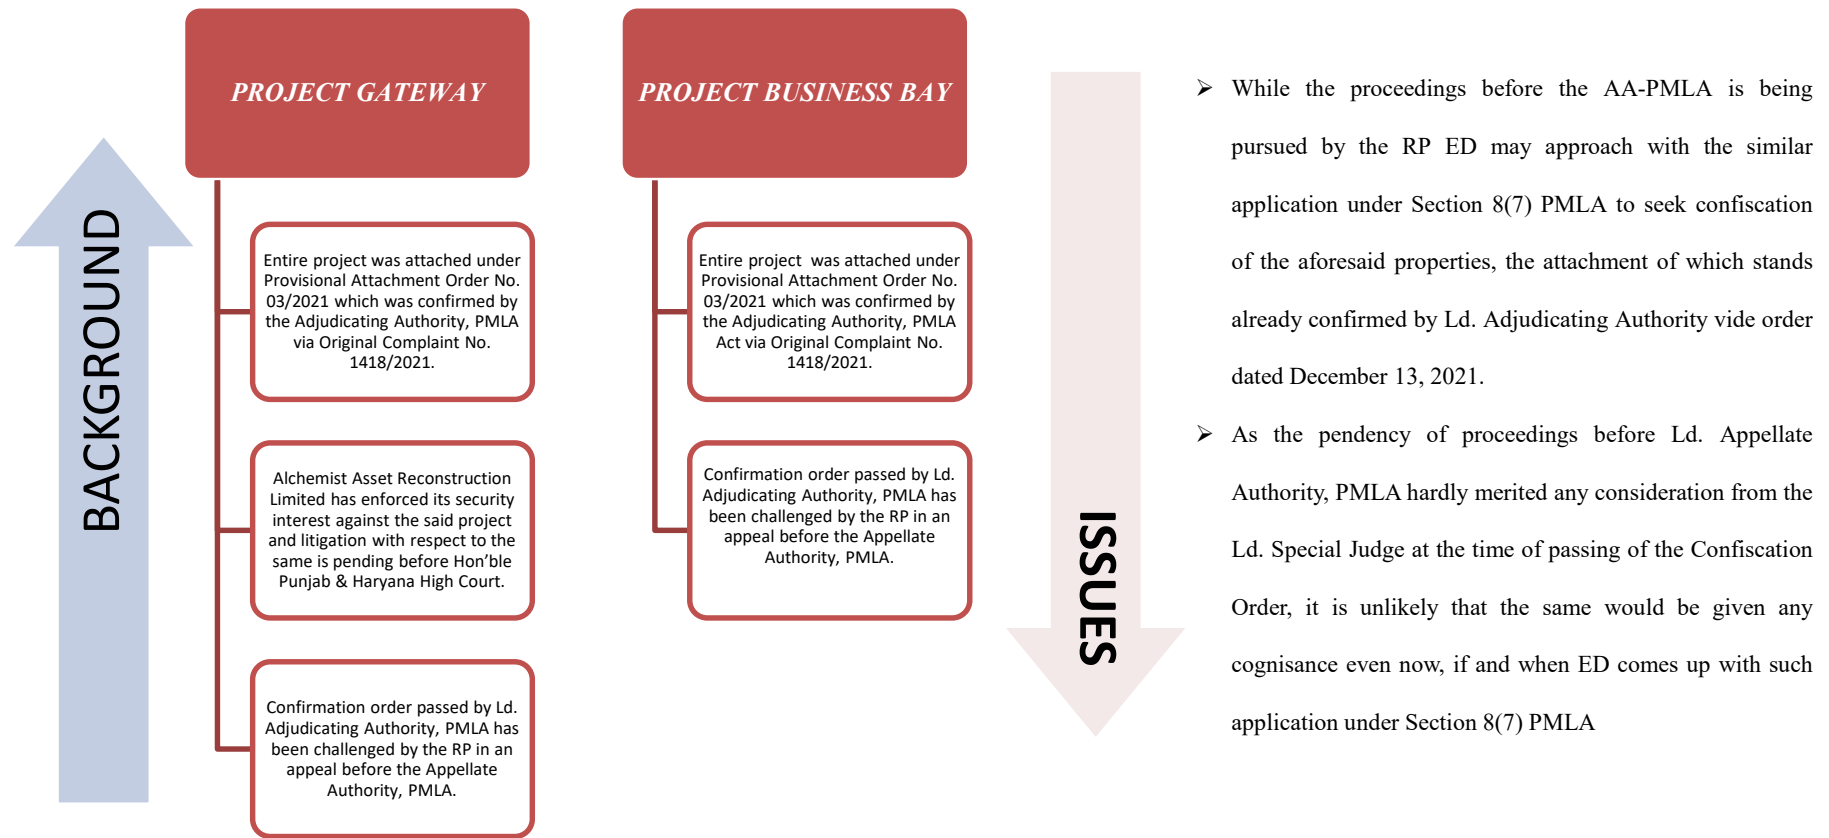 BACKGROUND
PROJECT GATEWAY
Entire project was attached under
Provisional Attachment Order No.
03/2021 which was confirmed by
the Adjudicating Authority, PMLA
via Original Complaint No.
1418/2021.
Alchemist Asset Reconstruction
Limited has enforced its security
interest against the said project
and litigation with respect to the
same is pending before Hon’ble
Punjab & Haryana High Court.
Confirmation order passed by Ld.
Adjudicating Authority, PMLA has
been challenged by the RP in an
appeal before the Appellate
Authority, PMLA.
PROJECT BUSINESS BAY
Entire project was attached under
Provisional Attachment Order No.
03/2021 which was confirmed by
the Adjudicating Authority, PMLA
Act via Original Complaint No.
1418/2021.
Confirmation order passed by Ld.
Adjudicating Authority, PMLA has
been challenged by the RP in an
appeal before the Appellate
Authority, PMLA.
ISSUES
➢ While the proceedings before the AA-PMLA is being
pursued by the RP ED may approach with the similar
application under Section 8(7) PMLA to seek confiscation
of the aforesaid properties, the attachment of which stands
already confirmed by Ld. Adjudicating Authority vide order
dated December 13, 2021.
➢ As the pendency of proceedings before Ld. Appellate
Authority, PMLA hardly merited any consideration from the
Ld. Special Judge at the time of passing of the Confiscation
Order, it is unlikely that the same would be given any
cognisance even now, if and when ED comes up with such
application under Section 8(7) PMLA